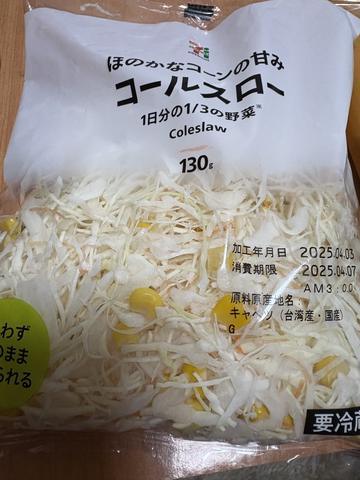 ほのかなコーンの甘み
コールスロー
1日分の1/3の野菜※
Coleslaw
130g
加工年月日 2025.04.03
消費期限 2025.04.07
AM3:00
原料原産地名:
キャベツ(台湾産・国産)
G
わず
のまま
られる
要冷蔵